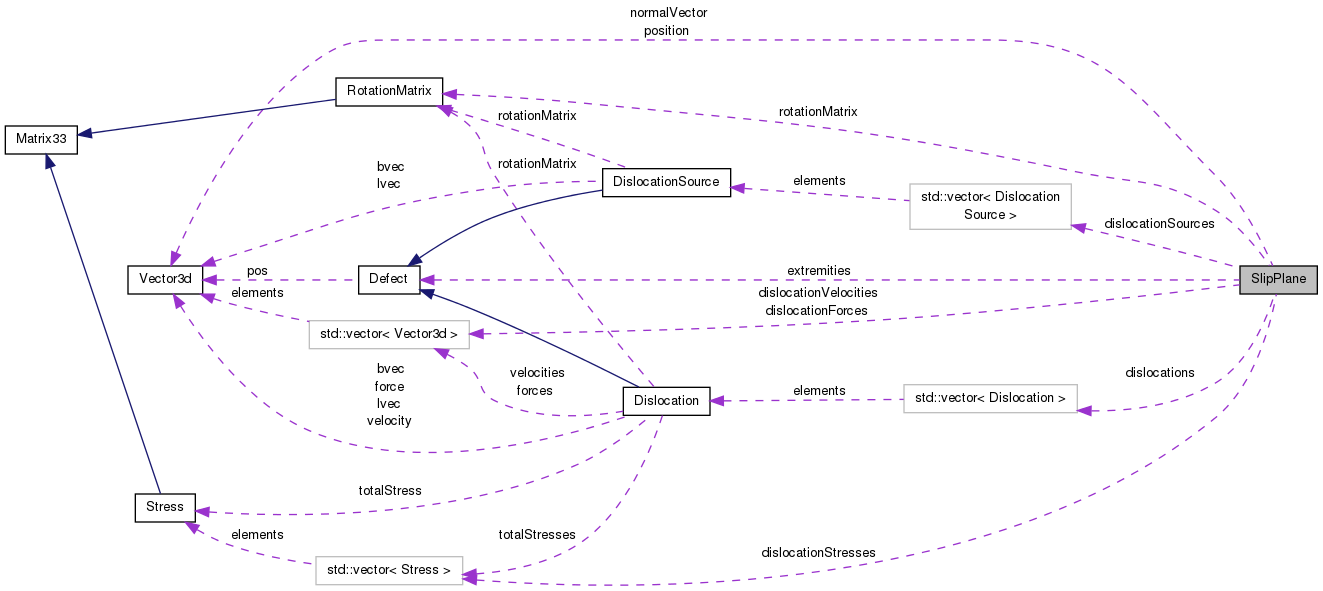 normalVector
position
RotationMatrix
rotationMatrix
rotationMatrix
Matrix33
bvec
lvec
rotationMatrix
DislocationSource
elements
std::vector< Dislocation
Source >
dislocationSources
Vector3d
pos
Defect
extremities
SlipPlane
elements
dislocationVelocities
dislocationForces
std::vector< Vector3d >
bvec
force
lvec
velocity
velocities
forces
dislocations
Dislocation
elements
std::vector< Dislocation >
totalStress
Stress
elements
totalStresses
dislocationStresses
std::vector< Stress >